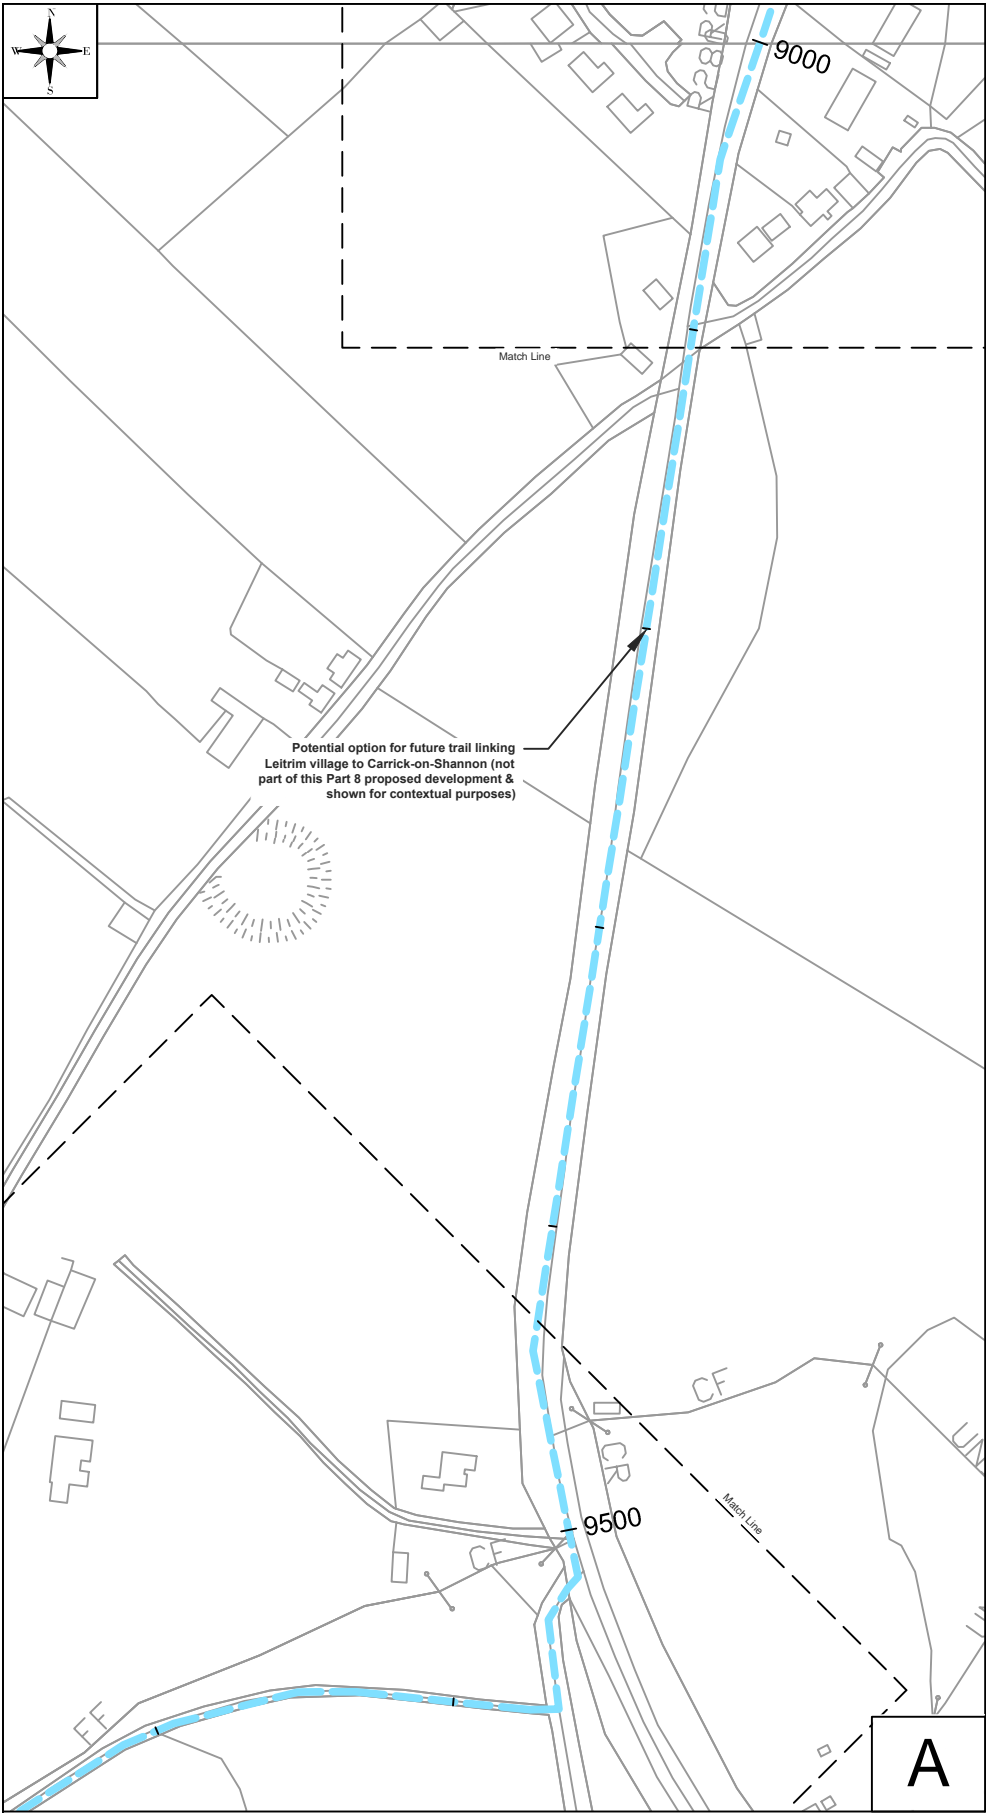 N
W E
S
9000
Match Line
Potential option for future trail linking
Leitrim village to Carrick-on-Shannon (not
part of this Part 8 proposed development &
shown for contextual purposes)
CF
CR
9500
Match Line
CF
FF
A